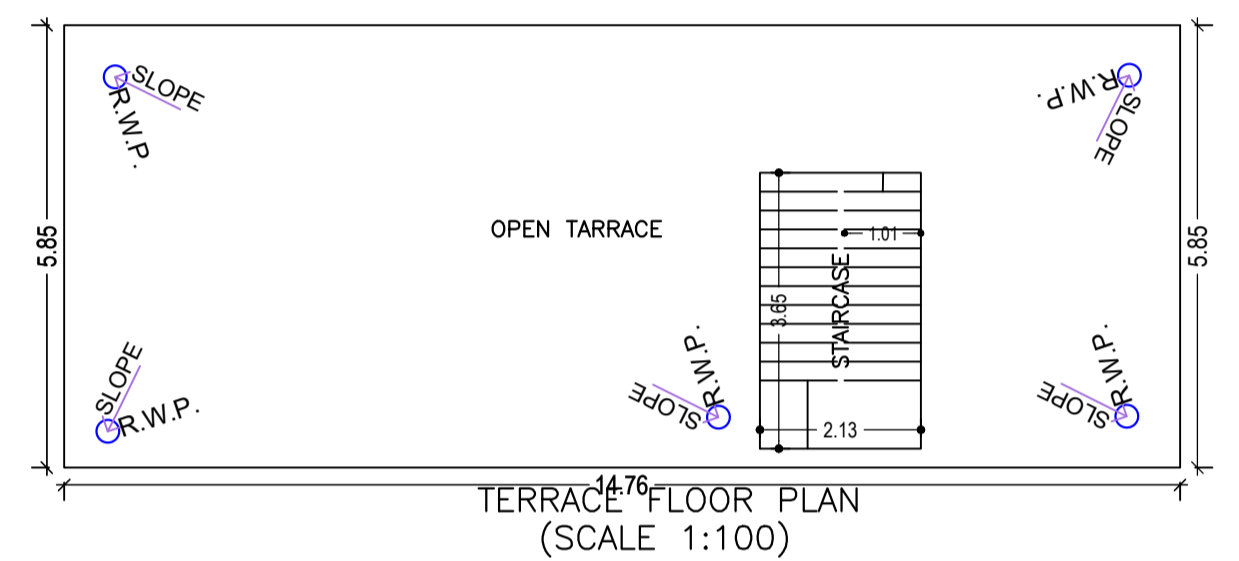 SLOPE
R.W.P.
R.W.P.
SLOPE
5.85
OPEN TARRACE
1.01
5.85
3.65
STAIRCASE
SLOPE
R.W.P.
R.W.P.
SLOPE
R.W.P.
SLOPE
2.13
14.76
TERRACE FLOOR PLAN
(SCALE 1:100)